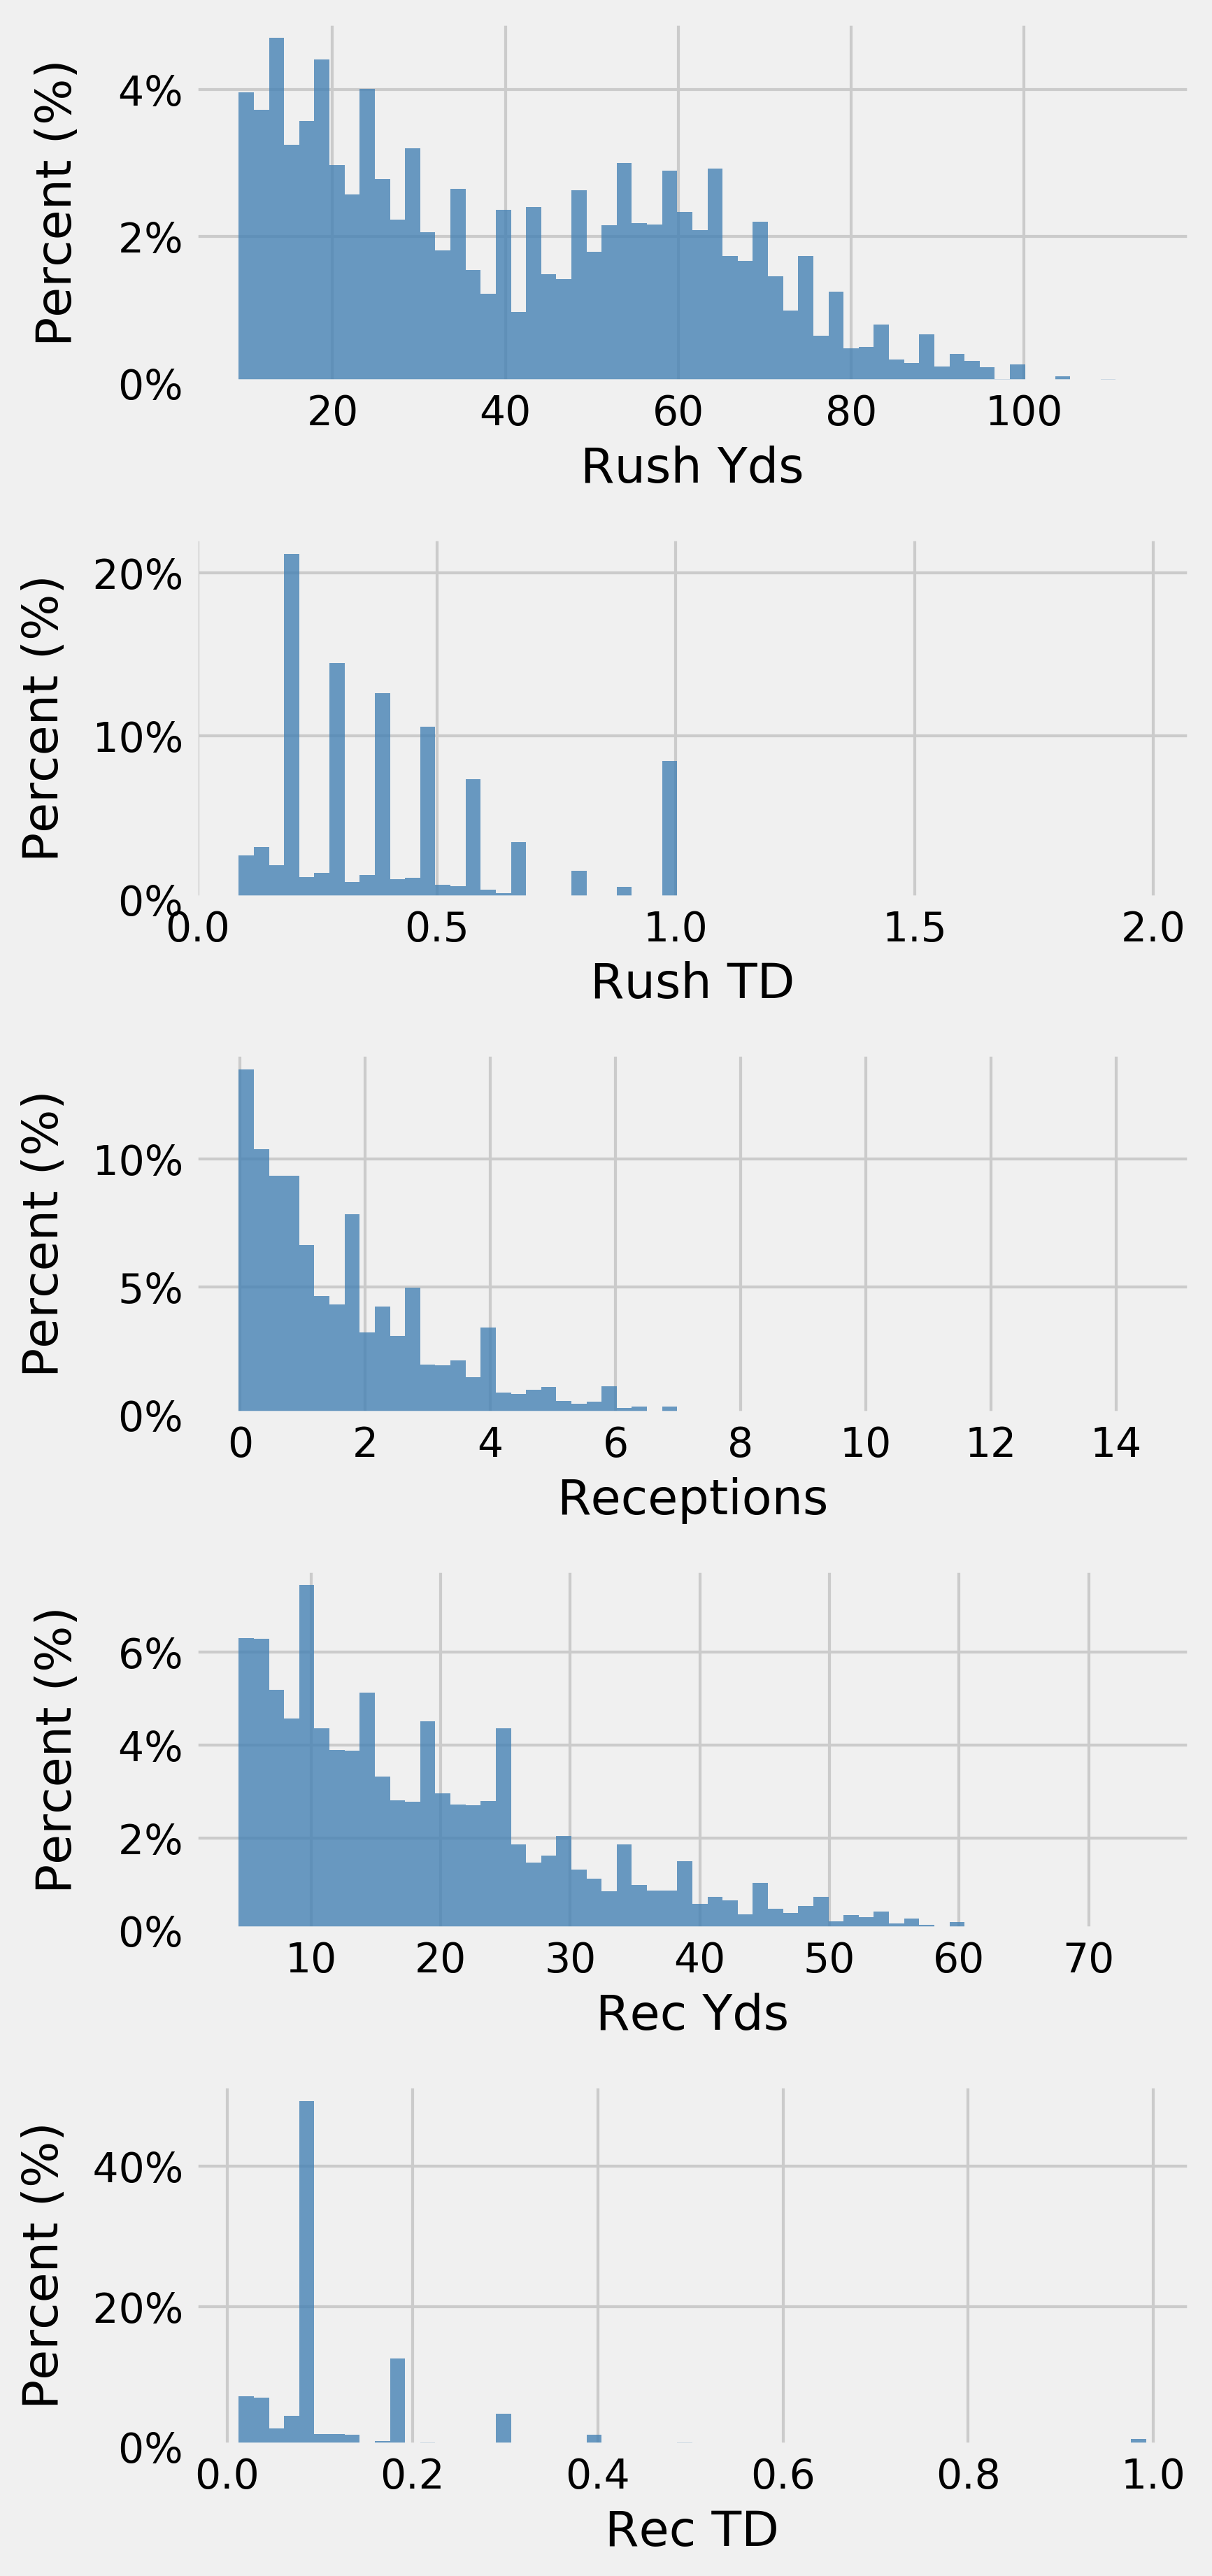 Percent (%)
4%
2%
0%
20 40 60 80 100
Rush Yds
Percent (%)
20%
10%
0%
0.0 0.5 1.0 1.5 2.0
Rush TD
Percent (%)
10%
5%
0%
0 2 4 6 8 10 12 14
Receptions
Percent (%)
6%
4%
2%
0%
10 20 30 40 50 60 70
Rec Yds
Percent (%)
40%
20%
0%
0.0 0.2 0.4 0.6 0.8 1.0
Rec TD